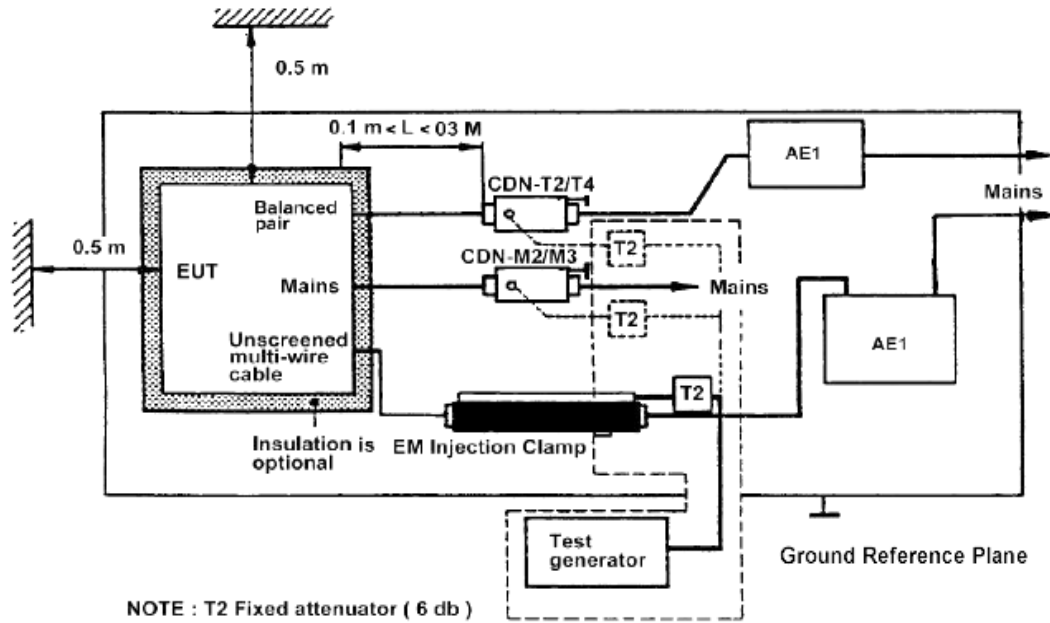 0.5 m
0.1 m < L < 03 M
AE1
CDN-T2/T4
Mains
Balanced
pair
T2
0.5 m
CDN-M2/M3
EUT
Mains
Mains
T2
AE1
Unscreened
multi-wire
cable
T2
Insulation is
optional
EM Injection Clamp
Test
generator
Ground Reference Plane
NOTE : T2 Fixed attenuator ( 6 db )